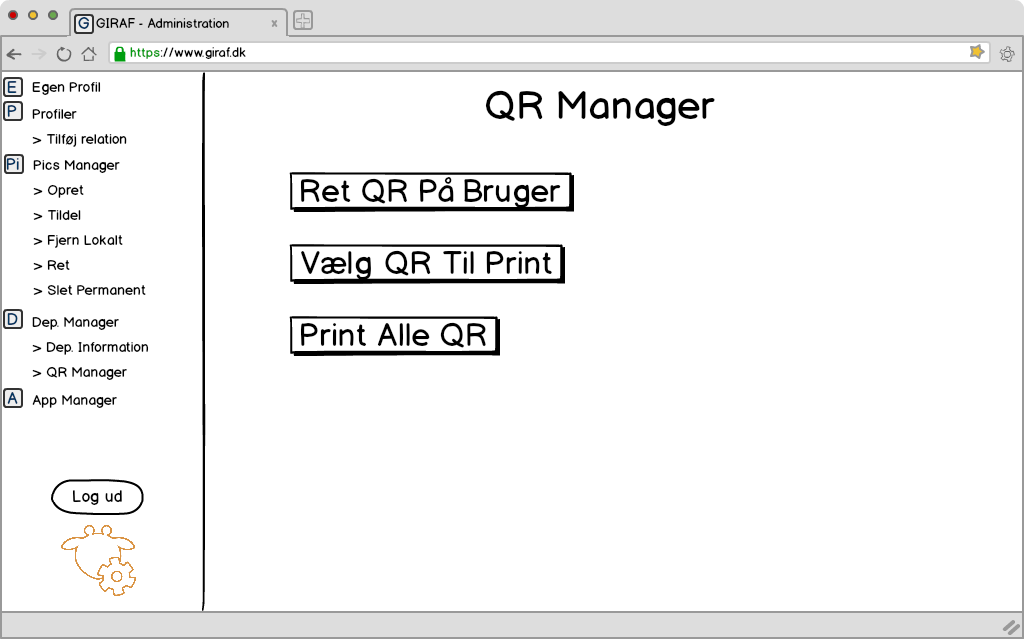 G GIRAF - Administration x
https://www.giraf.dk
E Egen Profil
P Profiler
> Tilføj relation
Pi Pics Manager
> Opret
> Tildel
> Fjern Lokalt
> Ret
> Slet Permanent
D Dep. Manager
> Dep. Information
> QR Manager
A App Manager
Log ud
QR Manager
Ret QR På Bruger
Vælg QR Til Print
Print Alle QR